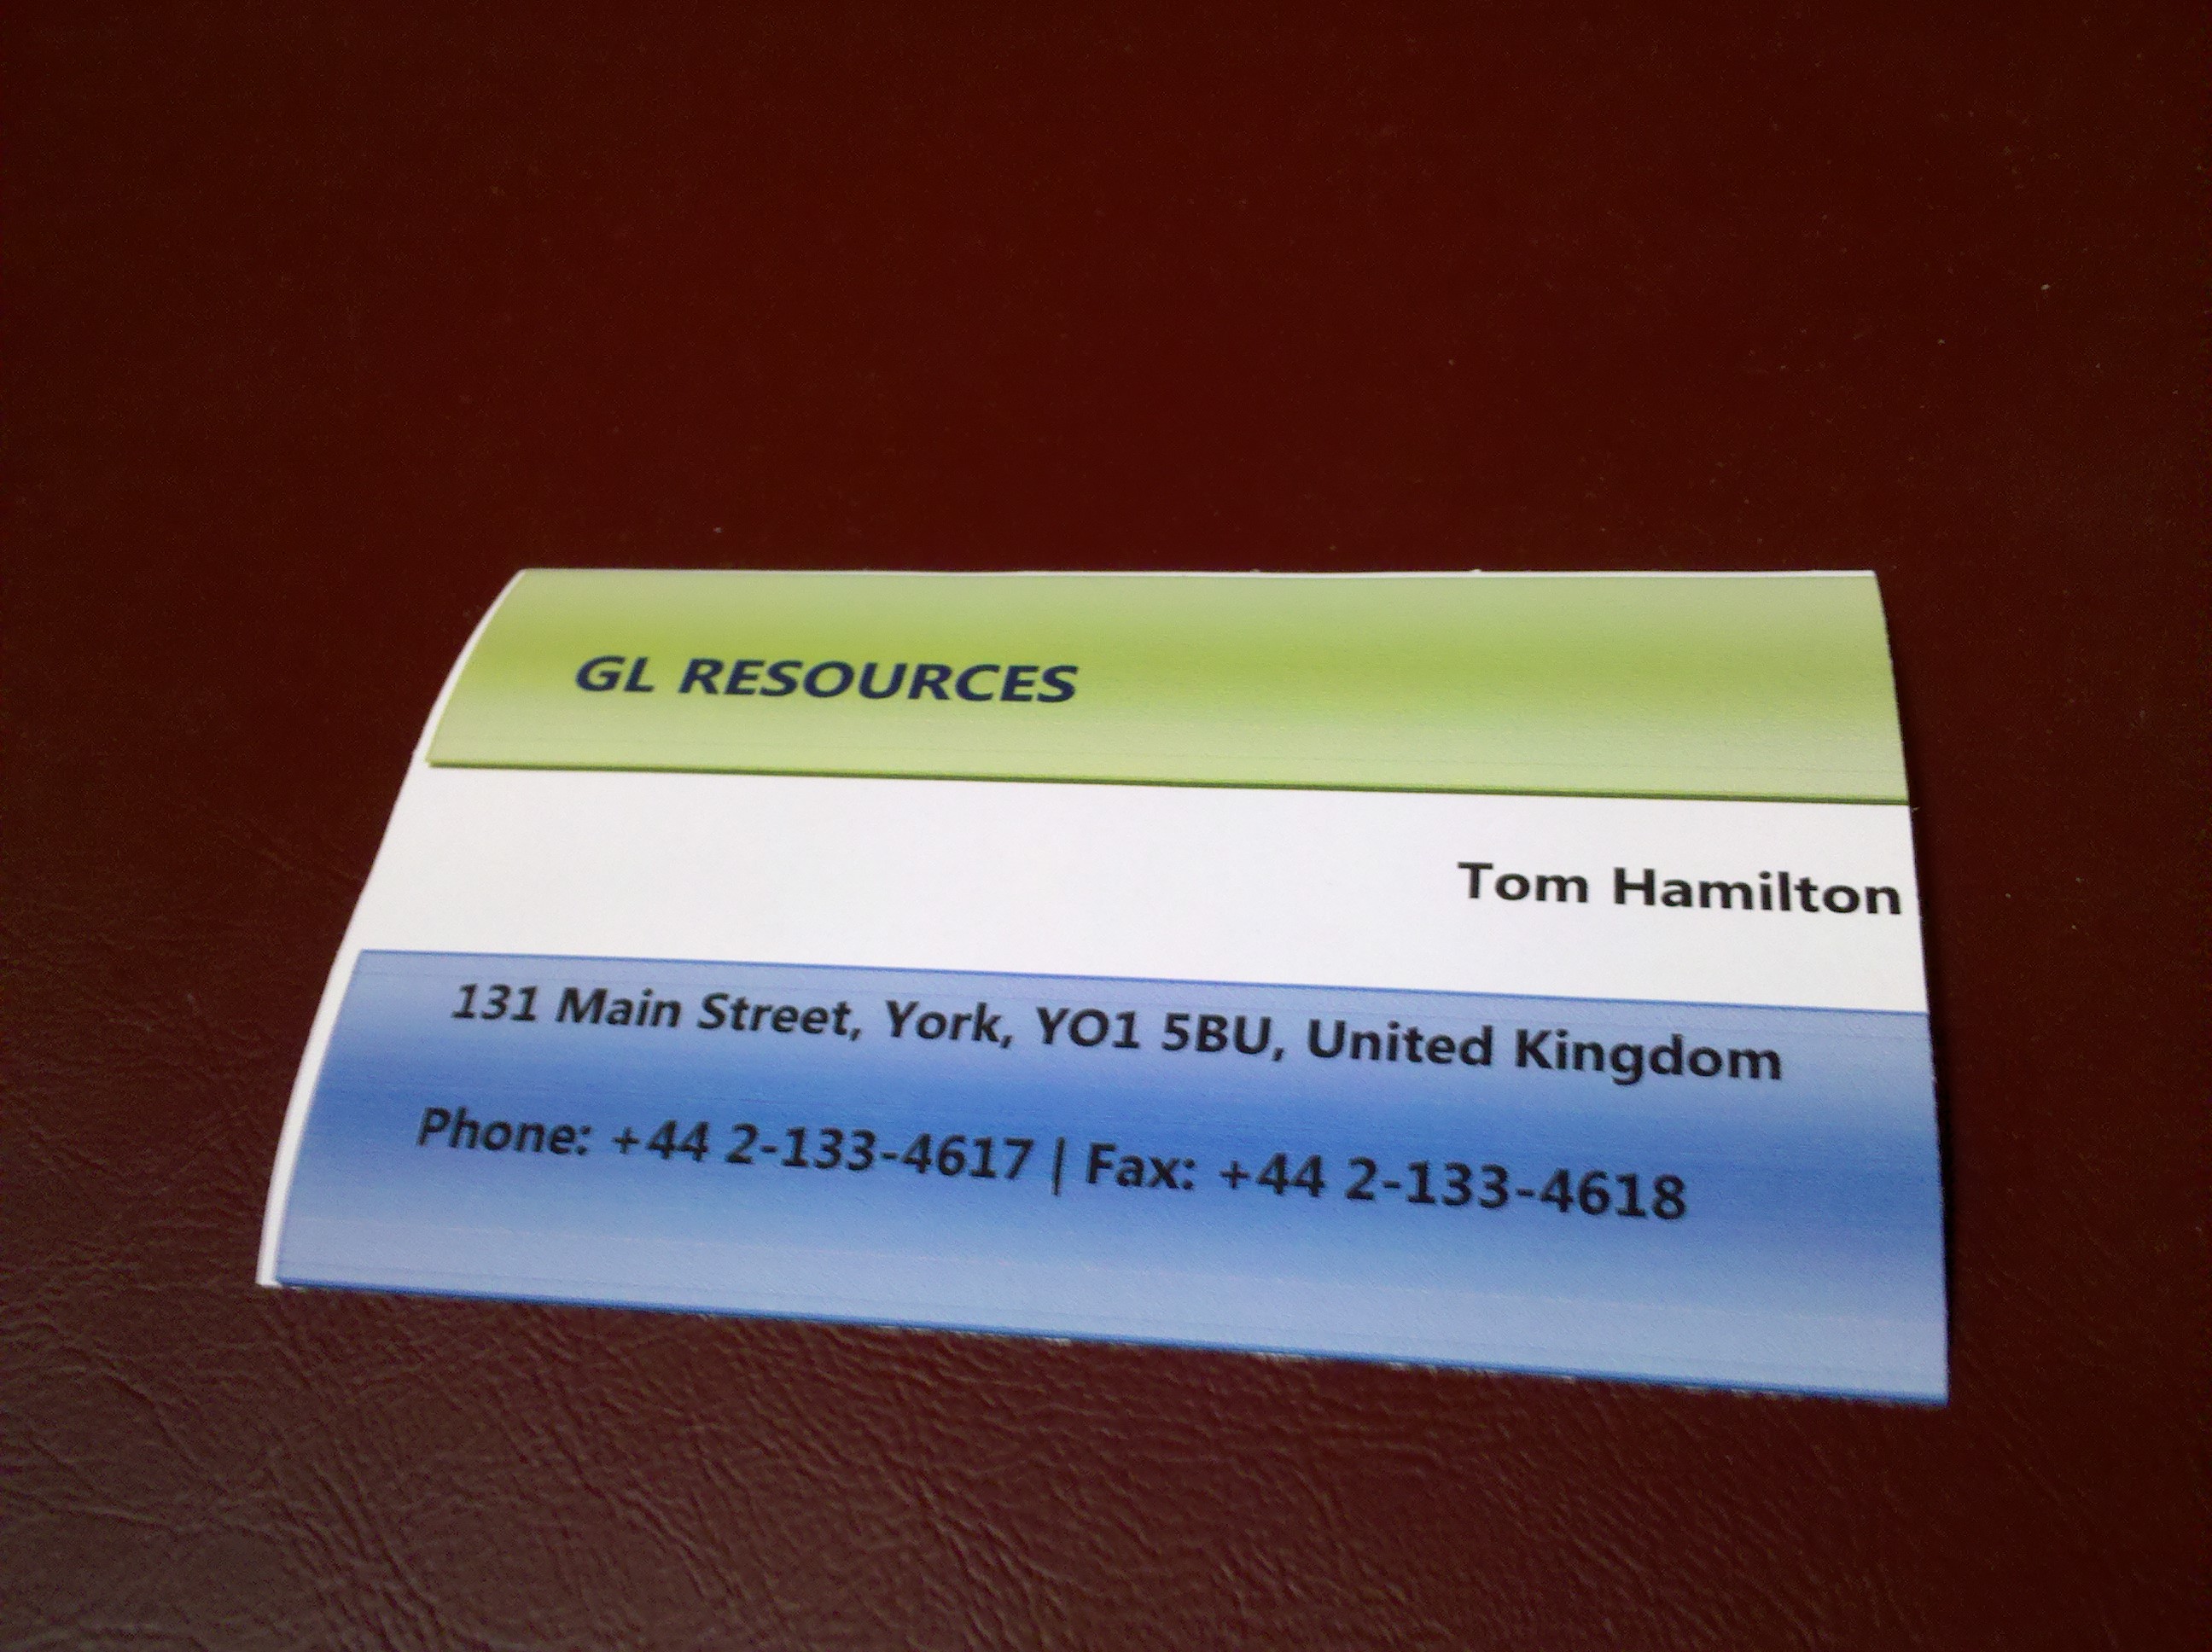 GL RESOURCES
Tom Hamilton
131 Main Street, York, YO1 5BU, United Kingdom
Phone: +44 2-133-4617 | Fax: +44 2-133-4618